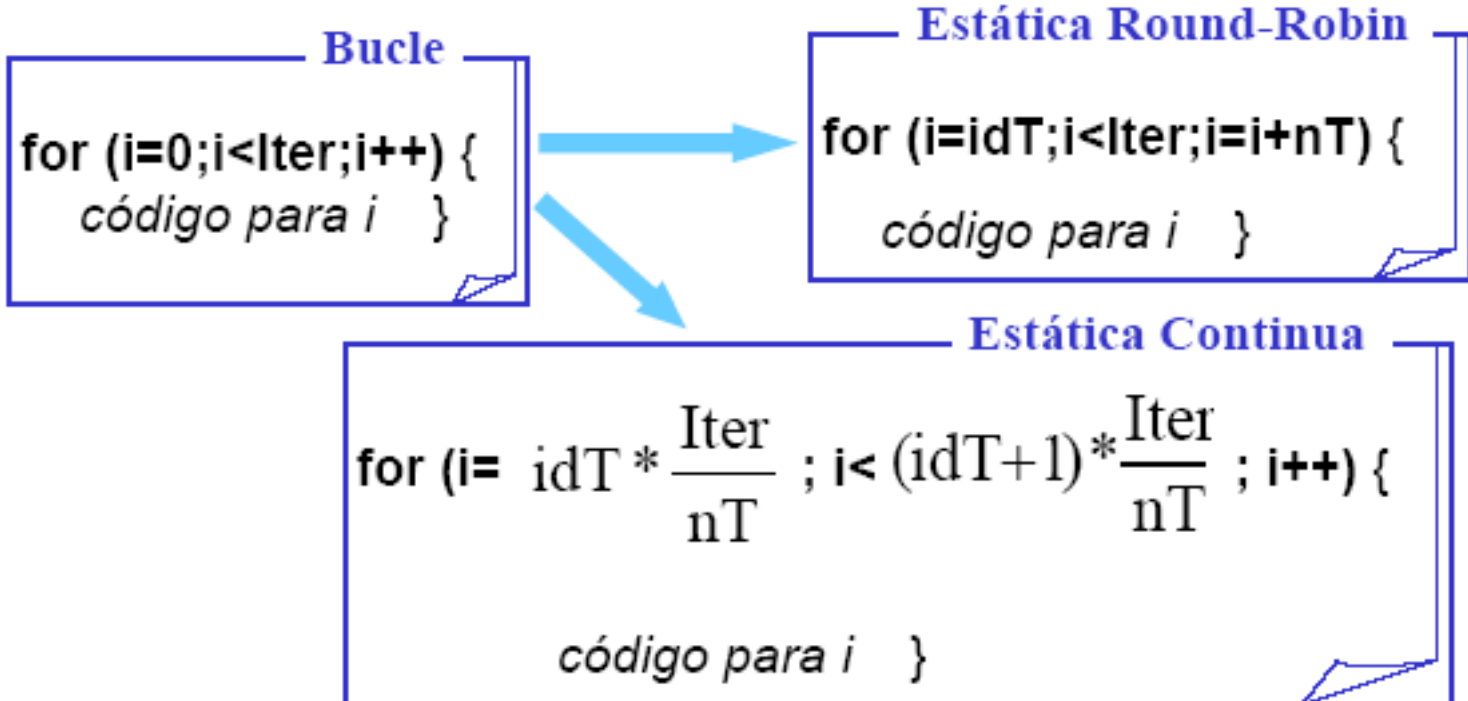 Bucle
for (i=0;i<Iter;i++) {
código para i }
Estática Round-Robin
for (i=idT;i<Iter;i=i+nT) {
código para i }
Estática Continua
for (i= idT * Iter/nT ; i< (idT+1)* Iter/nT ; i++) {
código para i }